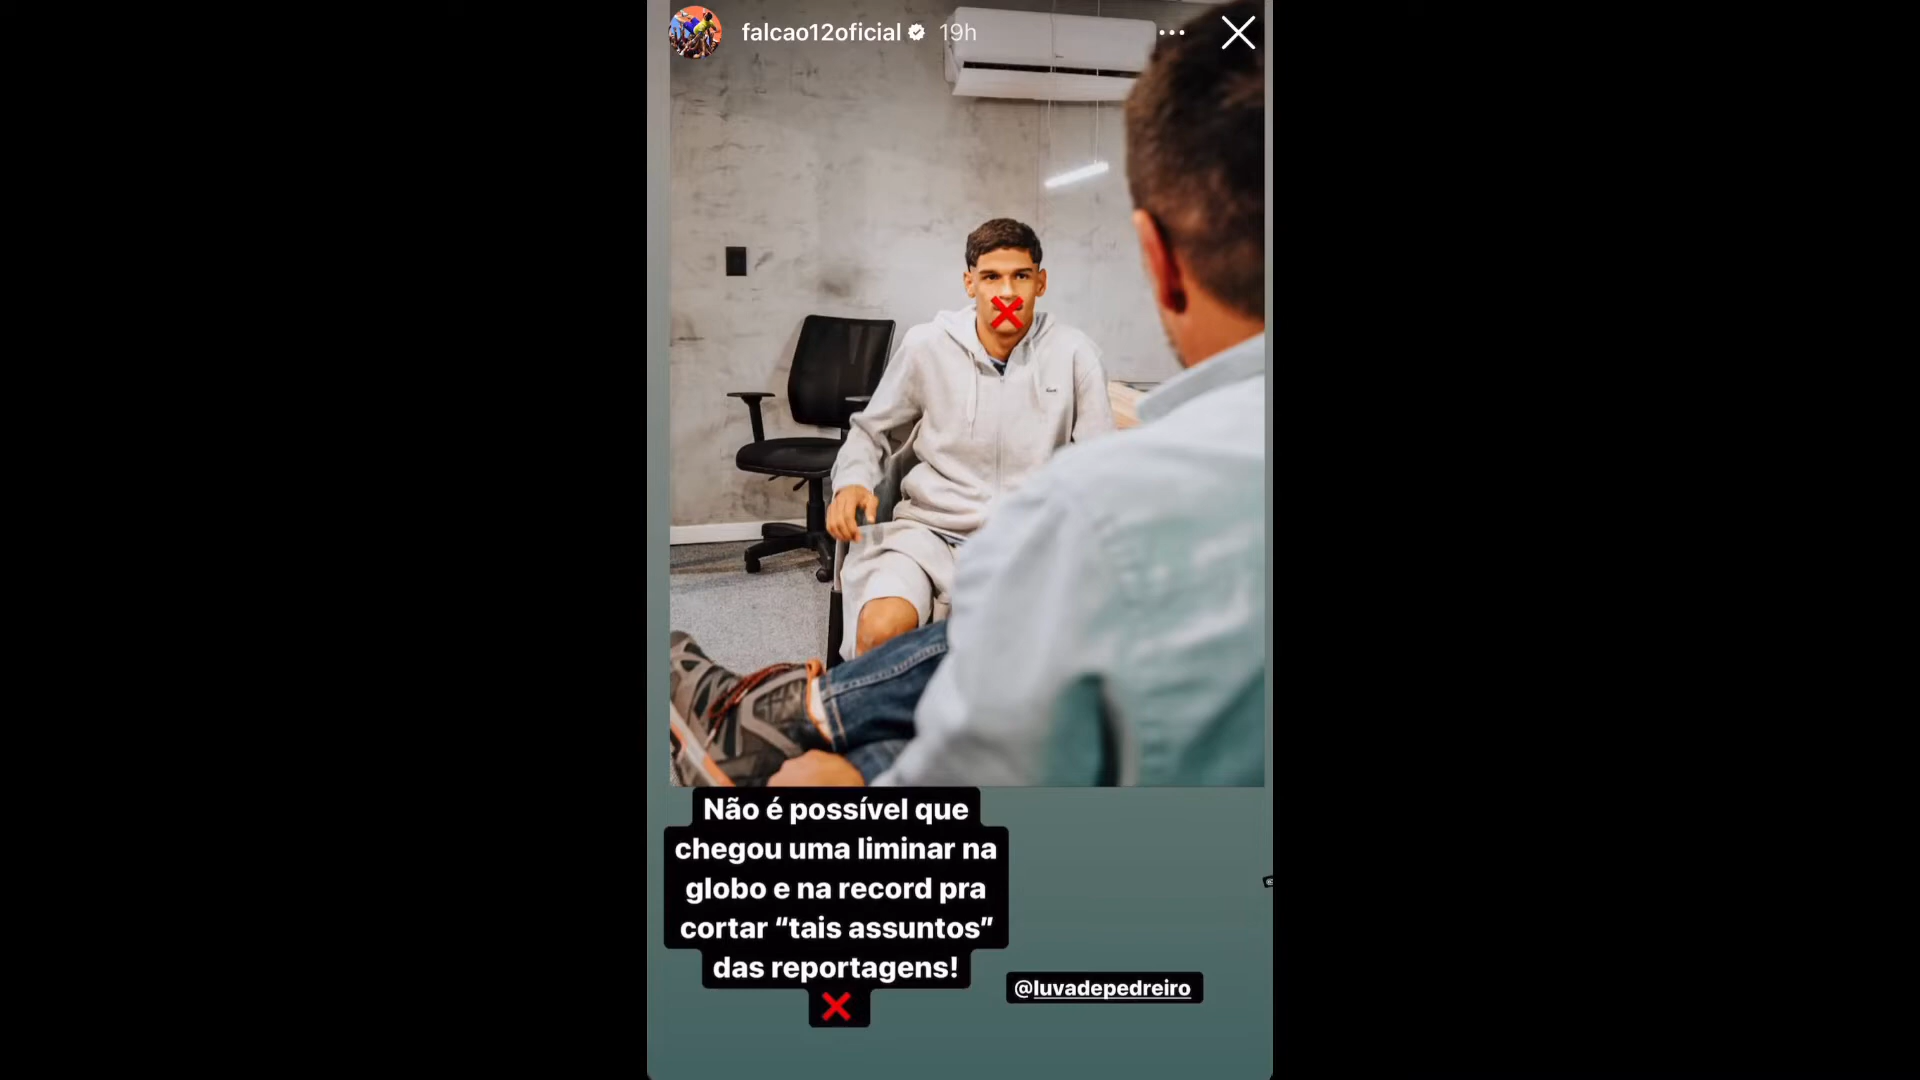 falcao12oficial 19h
Não é possível que
chegou uma liminar na
globo e na record pra
cortar “tais assuntos”
das reportagens!
@luvadepedreiro